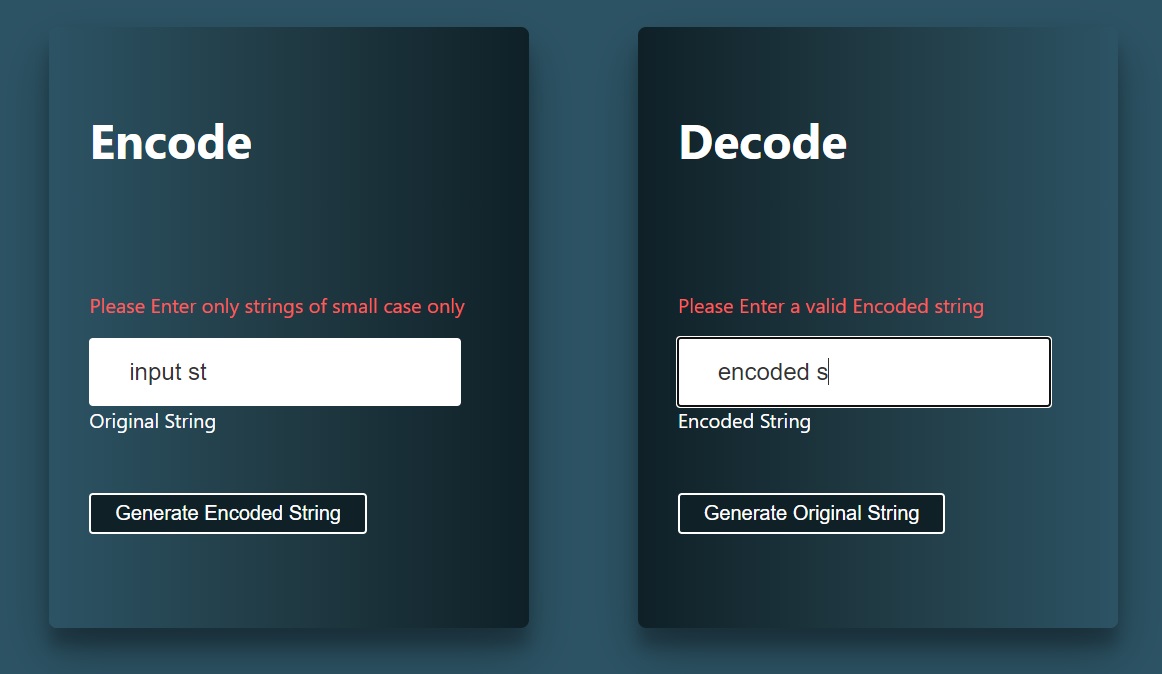 Encode
Please Enter only strings of small case only
input st
Original String
Generate Encoded String
Decode
Please Enter a valid Encoded string
encoded s
Encoded String
Generate Original String